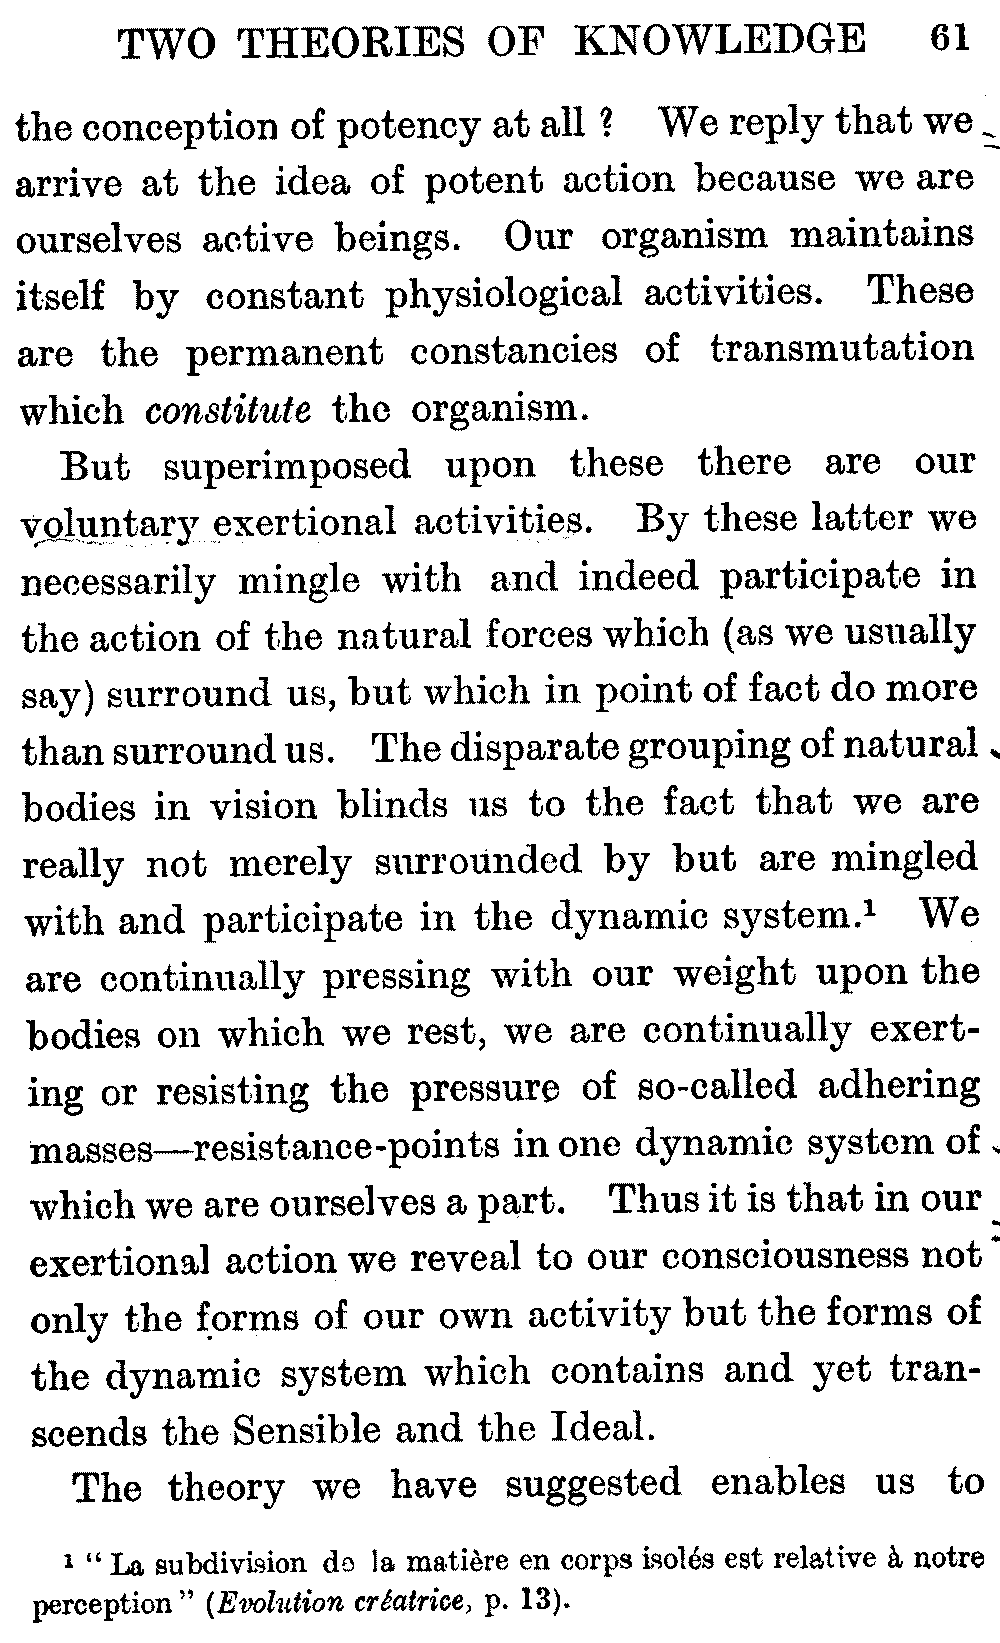 TWO THEORIES OF KNOWLEDGE 61
the conception of potency at all ? We reply that we
arrive at the idea of potent action because we are
ourselves active beings. Our organism maintains
itself by constant physiological activities. These
are the permanent constancies of transmutation
which constitute the organism.
But superimposed upon these there are our
voluntary exertional activities. By these latter we
necessarily mingle with and indeed participate in
the action of the natural forces which (as we usually
say) surround us, but which in point of fact do more
than surround us. The disparate grouping of natural
bodies in vision blinds us to the fact that we are
really not merely surrounded by but are mingled
with and participate in the dynamic system.¹ We
are continually pressing with our weight upon the
bodies on which we rest, we are continually exert-
ing or resisting the pressure of so-called adhering
masses—resistance-points in one dynamic system of
which we are ourselves a part. Thus it is that in our
exertional action we reveal to our consciousness not
only the forms of our own activity but the forms of
the dynamic system which contains and yet tran-
scends the Sensible and the Ideal.
The theory we have suggested enables us to
¹ “ La subdivision de la matière en corps isolés est relative à notre
perception ” (Evolution créatrice, p. 13).